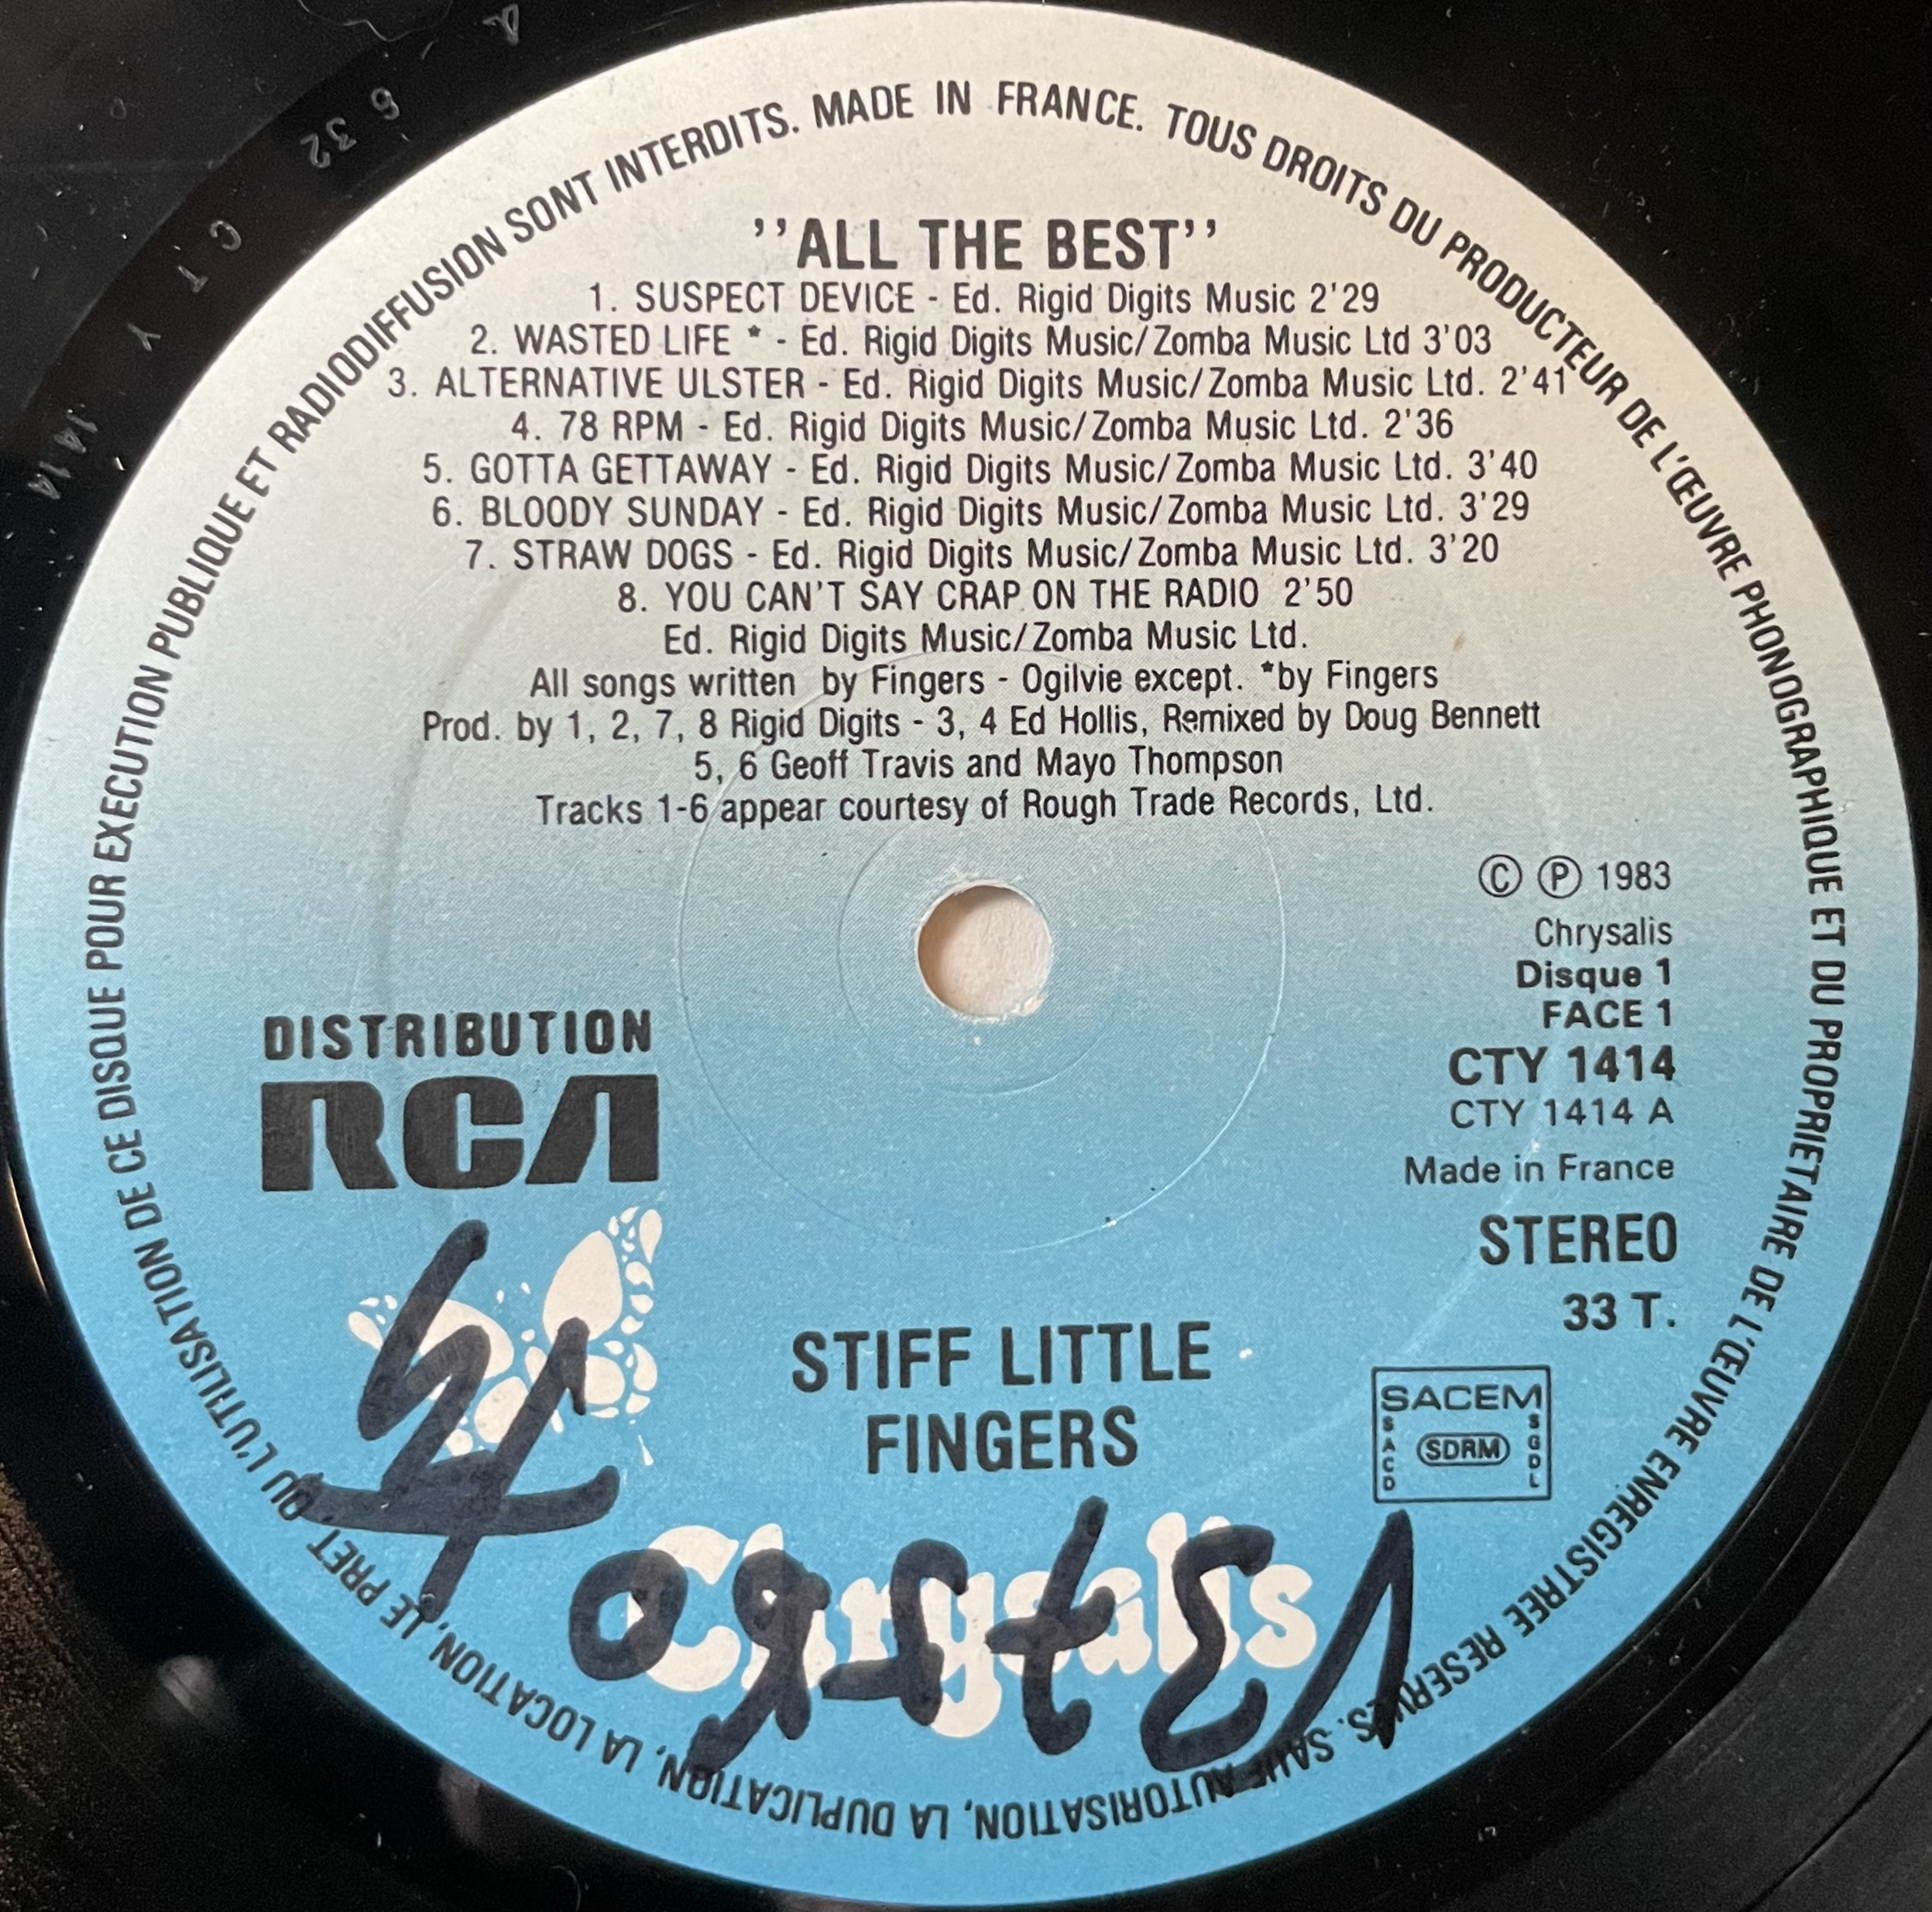 DE CE DISQUE POUR EXECUTION PUBLIQUE ET RADIODIFFUSION SONT INTERDITS. MADE IN FRANCE. TOUS DROITS DU PRODUCTEUR DE L'ŒUVRE PHONOGRAPHIQUE ET DU PROPRIETAIRE DE L'ŒUVRE ENREGISTREE RESERVES. SAUF AUTORISATION, LA DUPLICATION, LA LOCATION, LE PRET, OU L'UTILISATION
''ALL THE BEST''
1. SUSPECT DEVICE - Ed. Rigid Digits Music 2'29
2. WASTED LIFE * - Ed. Rigid Digits Music/Zomba Music Ltd 3'03
3. ALTERNATIVE ULSTER - Ed. Rigid Digits Music/Zomba Music Ltd. 2'41
4. 78 RPM - Ed. Rigid Digits Music/Zomba Music Ltd. 2'36
5. GOTTA GETTAWAY - Ed. Rigid Digits Music/Zomba Music Ltd. 3'40
6. BLOODY SUNDAY - Ed. Rigid Digits Music/Zomba Music Ltd. 3'29
7. STRAW DOGS - Ed. Rigid Digits Music/Zomba Music Ltd. 3'20
8. YOU CAN'T SAY CRAP ON THE RADIO 2'50
Ed. Rigid Digits Music/Zomba Music Ltd.
All songs written by Fingers - Ogilvie except. *by Fingers
Prod. by 1, 2, 7, 8 Rigid Digits - 3, 4 Ed Hollis, Remixed by Doug Bennett
5, 6 Geoff Travis and Mayo Thompson
Tracks 1-6 appear courtesy of Rough Trade Records, Ltd.
© ℗ 1983
Chrysalis
Disque 1
FACE 1
CTY 1414
CTY 1414 A
Made in France
STEREO
33 T.
DISTRIBUTION
RCA
STIFF LITTLE
FINGERS
SACEM
SACD
SDRM
SGDL
Chrysalis
1414 Y T C 632 A